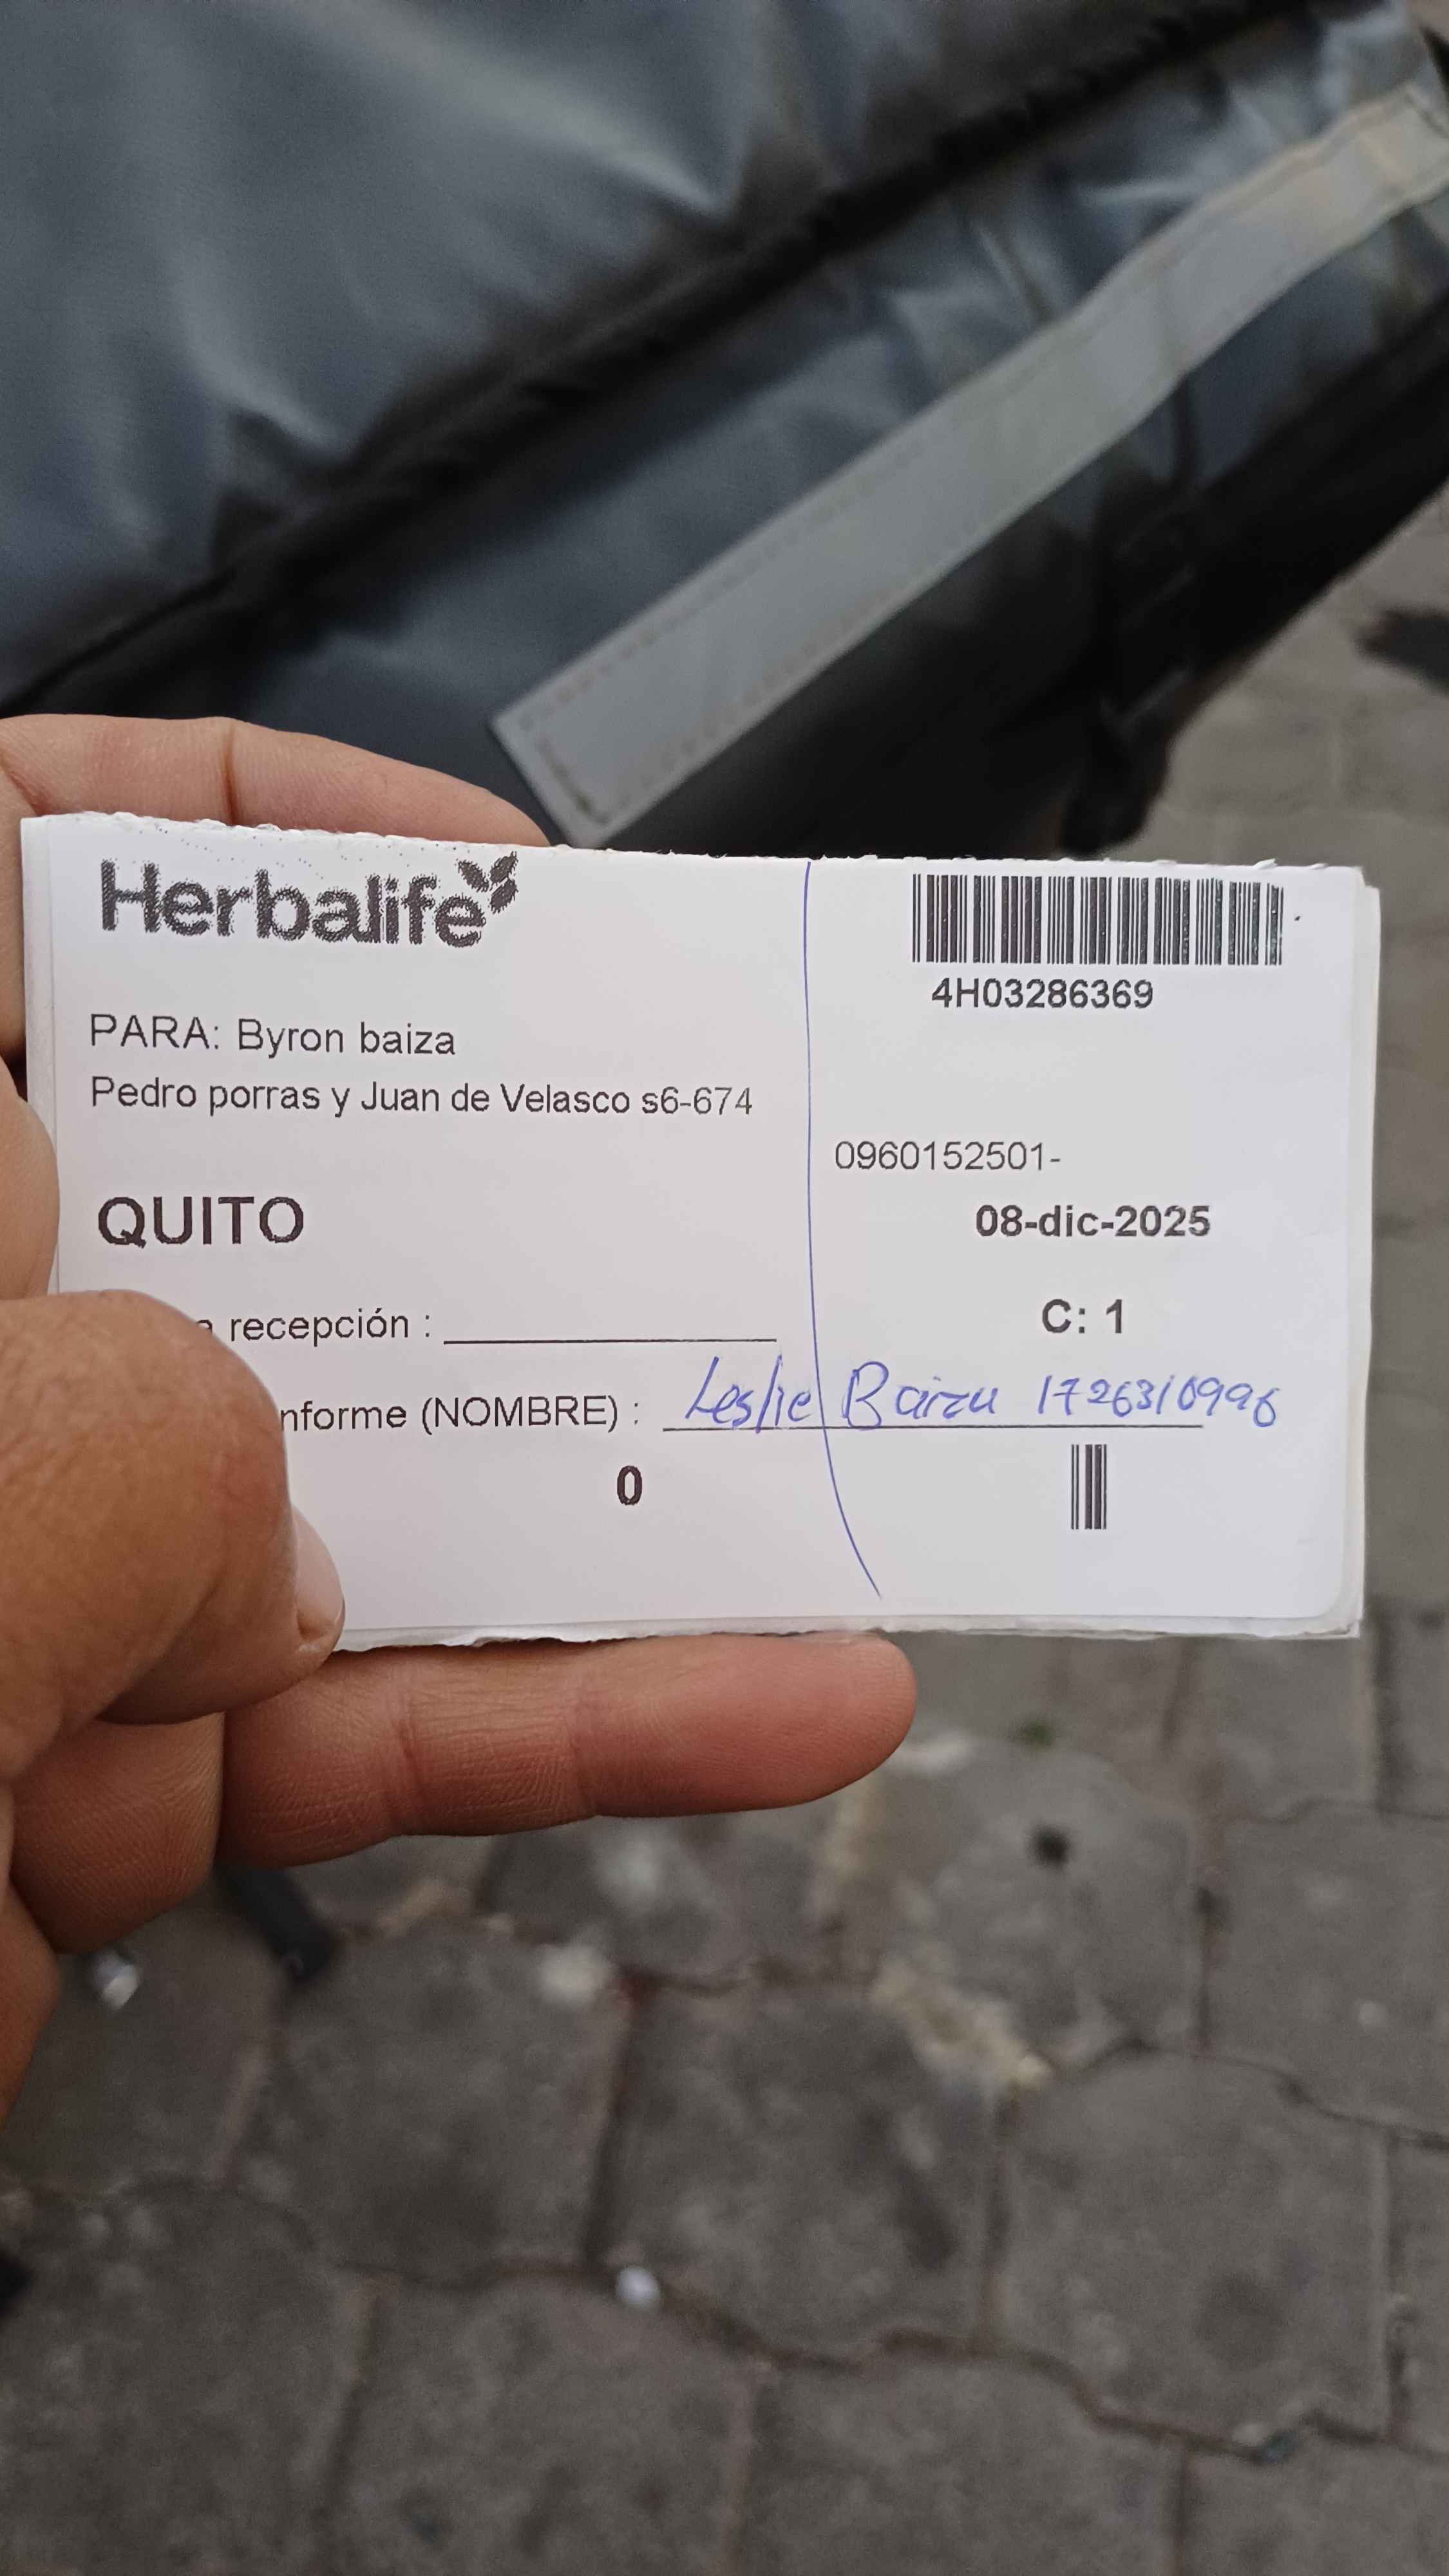 Herbalife
4H03286369
PARA: Byron baiza
Pedro porras y Juan de Velasco s6-674
0960152501-
QUITO
08-dic-2025
recepción :
C: 1
nforme (NOMBRE) : Leslie Baiza 1726310996
0